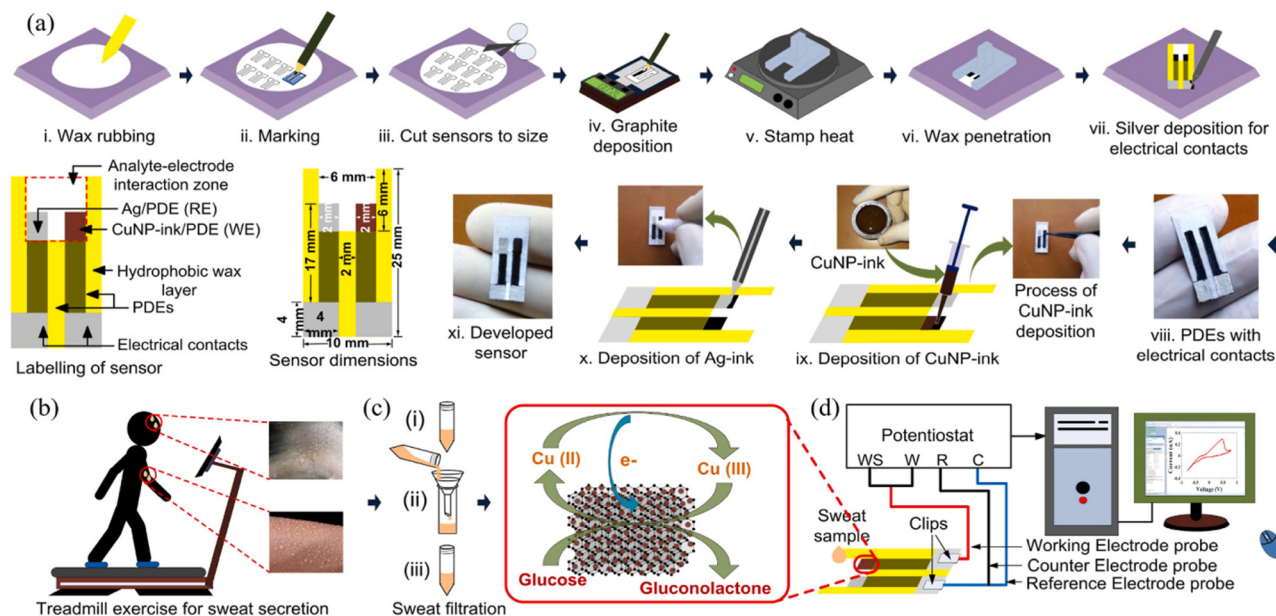 (a)
i. Wax rubbing
ii. Marking
iii. Cut sensors to size
iv. Graphite
deposition
v. Stamp heat
vi. Wax penetration
vii. Silver deposition for
electrical contacts
Analyte-electrode
interaction zone
Ag/PDE (RE)
CuNP-ink/PDE (WE)
Hydrophobic wax
layer
PDEs
Electrical contacts
Labelling of sensor
6 mm
2 mm
2 mm
6 mm
17 mm
2 mm
25 mm
4 mm
4 mm
10 mm
Sensor dimensions
xi. Developed
sensor
x. Deposition of Ag-ink
CuNP-ink
ix. Deposition of CuNP-ink
Process of
CuNP-ink
deposition
viii. PDEs with
electrical contacts
(b)
Treadmill exercise for sweat secretion
(c)
(i)
(ii)
(iii)
Sweat filtration
Cu (II)
e-
Cu (III)
Glucose
Gluconolactone
(d)
Potentiostat
WS W R C
Sweat
sample
Clips
Working Electrode probe
Counter Electrode probe
Reference Electrode probe
Current (mA)
Voltage (V)